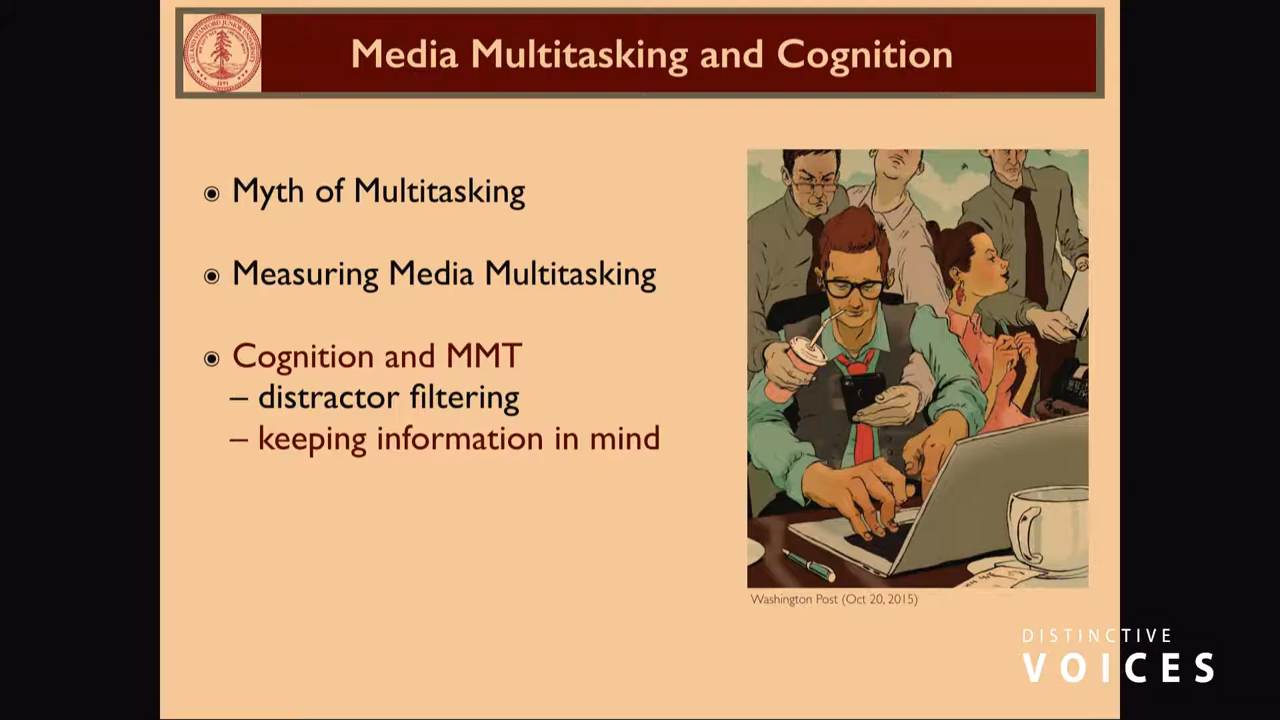 Media Multitasking and Cognition
Myth of Multitasking
Measuring Media Multitasking
Cognition and MMT
– distractor filtering
– keeping information in mind
Washington Post (Oct 20, 2015)
DISTINCTIVE
VOICES